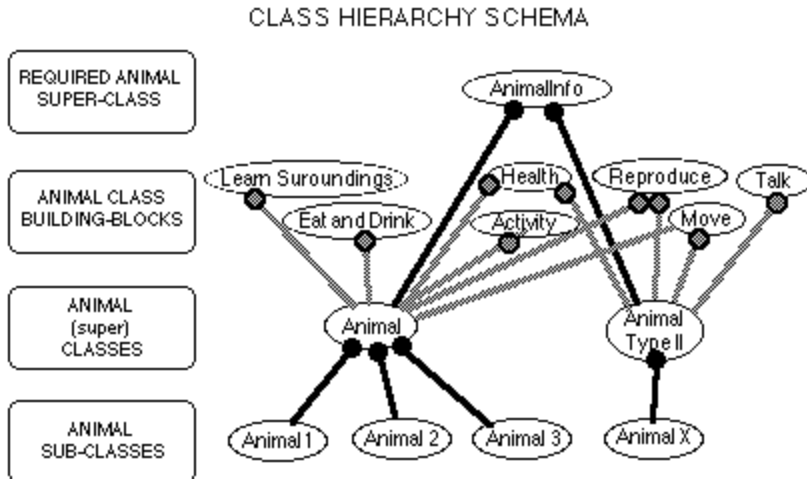 CLASS HIERARCHY SCHEMA
REQUIRED ANIMAL
SUPER-CLASS
AnimalInfo
ANIMAL CLASS
BUILDING-BLOCKS
Learn Suroundings
Health
Reproduce
Talk
Eat and Drink
Activity
Move
ANIMAL
(super)
CLASSES
Animal
Animal
Type II
ANIMAL
SUB-CLASSES
Animal 1
Animal 2
Animal 3
Animal X